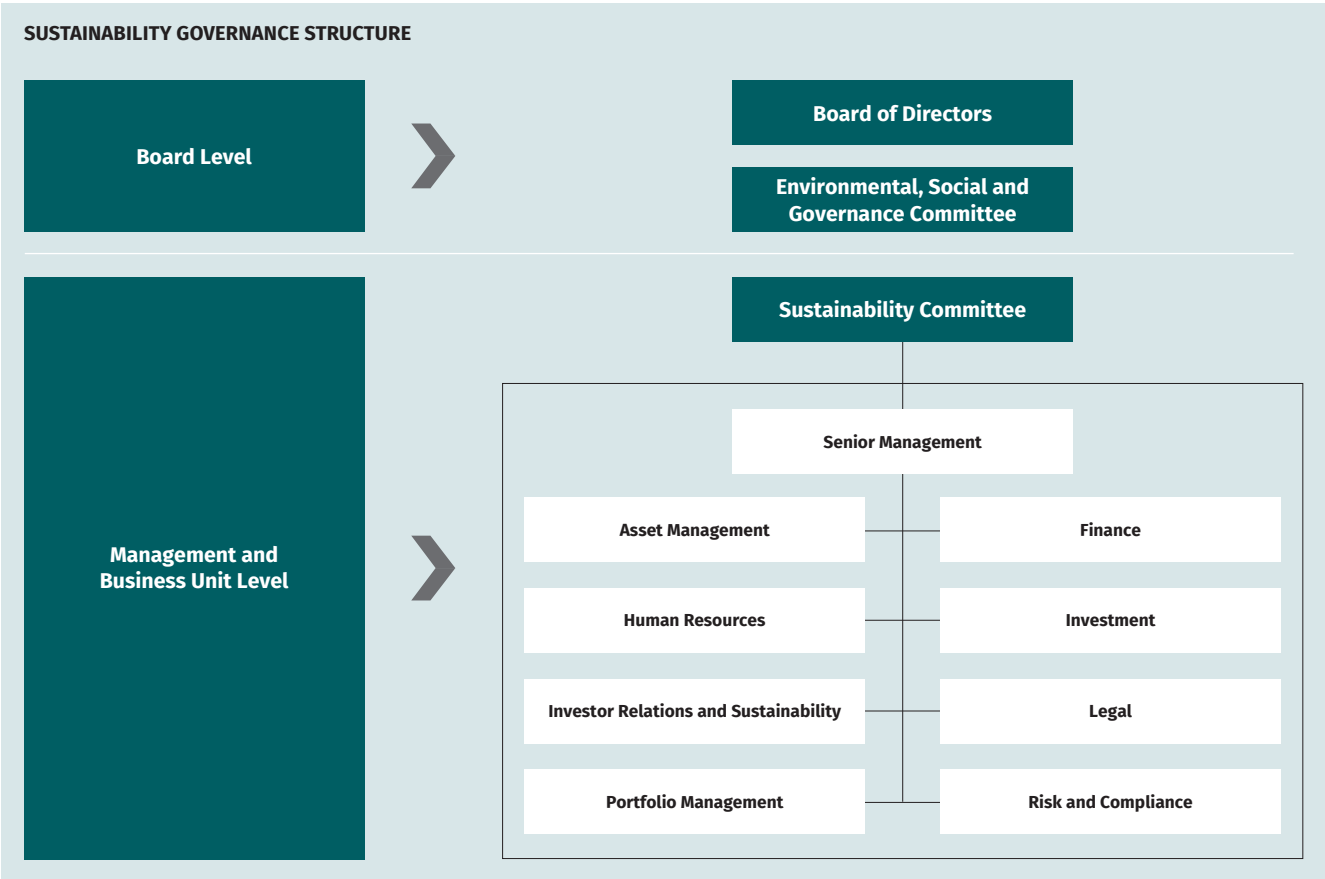 SUSTAINABILITY GOVERNANCE STRUCTURE
Board Level
Board of Directors
Environmental, Social and
Governance Committee
Management and
Business Unit Level
Sustainability Committee
Senior Management
Asset Management
Finance
Human Resources
Investment
Investor Relations and Sustainability
Legal
Portfolio Management
Risk and Compliance